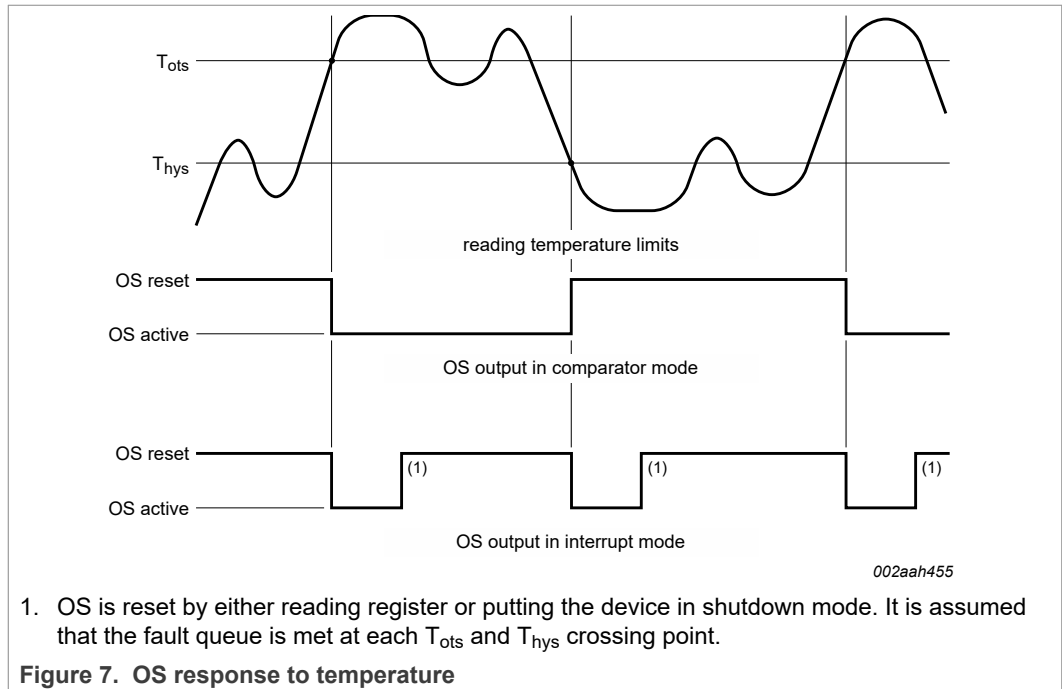 Tots
Thys
reading temperature limits
OS reset
OS active
OS output in comparator mode
OS reset
(1)
(1)
(1)
OS active
OS output in interrupt mode
002aah455
1. OS is reset by either reading register or putting the device in shutdown mode. It is assumed
that the fault queue is met at each Tots and Thys crossing point.
Figure 7. OS response to temperature